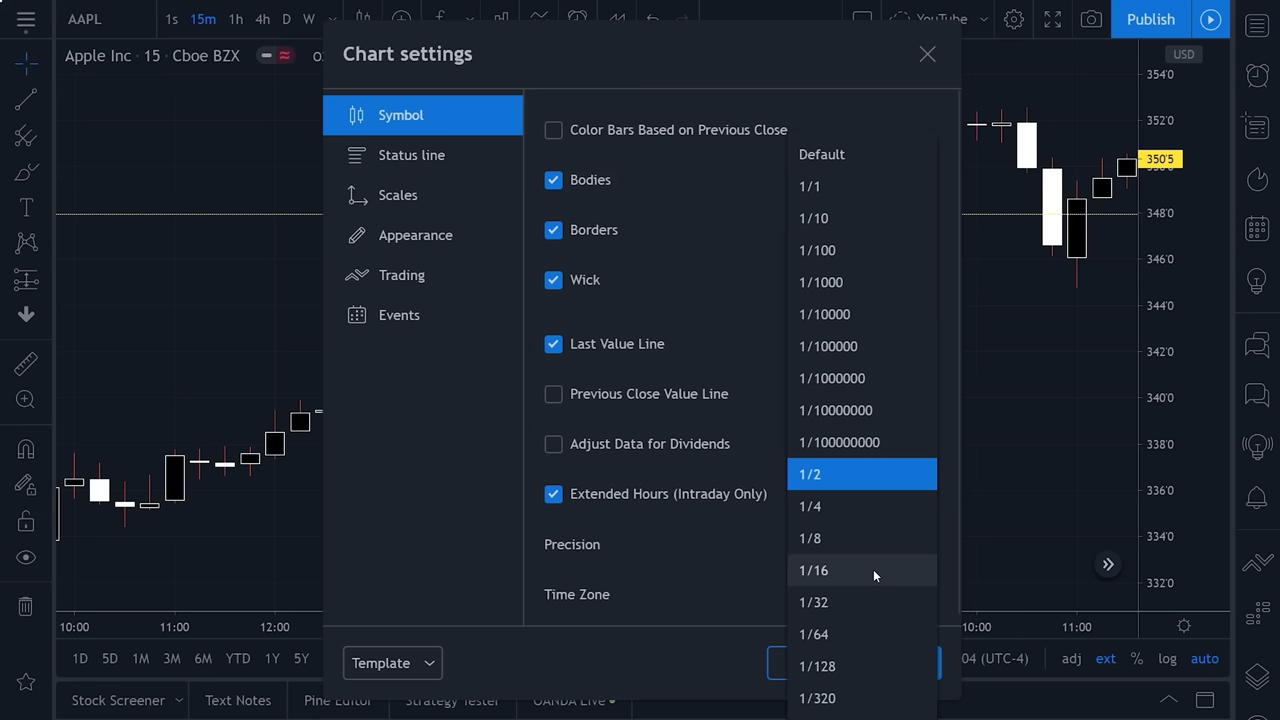 AAPL 1s 15m 1h 4h D W YouTube Publish
Chart settings
Apple Inc · 15 · Cboe BZX
USD
354'0
352'0
350'5
348'0
346'0
344'0
342'0
340'0
338'0
336'0
334'0
332'0
Symbol
Status line
Scales
Appearance
Trading
Events
Color Bars Based on Previous Close
Bodies
Borders
Wick
Last Value Line
Previous Close Value Line
Adjust Data for Dividends
Extended Hours (Intraday Only)
Precision
Time Zone
Default
1/1
1/10
1/100
1/1000
1/10000
1/100000
1/1000000
1/10000000
1/100000000
1/2
1/4
1/8
1/16
1/32
1/64
1/128
1/320
10:00 11:00 12:00 10:00 11:00
Template
1D 5D 1M 3M 6M YTD 1Y 5Y 04 (UTC-4) adj ext % log auto
Stock Screener Text Notes Pine Editor Strategy Tester OANDA Live